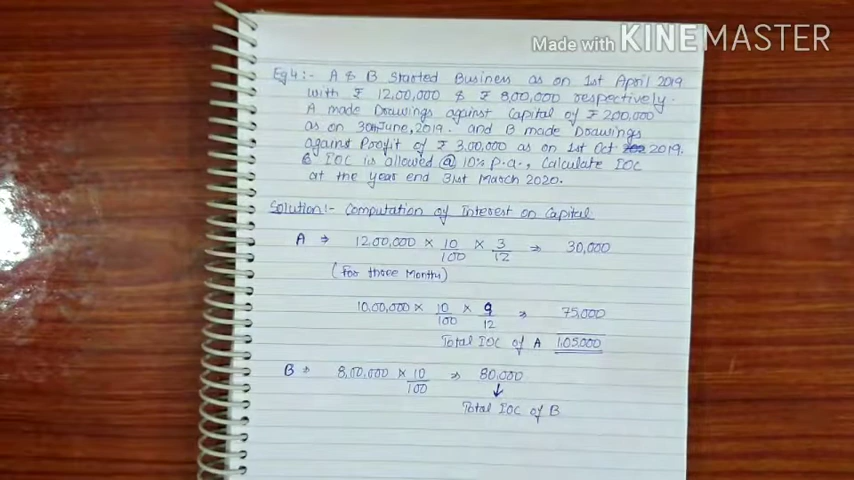 Made with KINEMASTER
Eg4:- A & B Started Business as on 1st April 2019
with ₹ 12,00,000 & ₹ 8,00,000 respectively.
A made Drawings against Capital of ₹ 200,000
as on 30th June, 2019. and B made Drawings
against Profit of ₹ 3,00,000 as on 1st Oct 2019.
IOC is allowed @ 10% P.a., Calculate IOC
at the year end 31st March 2020.
Solution:- Computation of Interest on Capital
A ⇒ 12,00,000 × 10/100 × 3/12 ⇒ 30,000
(For three Months)
10,00,000 × 10/100 × 9/12 ⇒ 75,000
Total IOC of A 1,05,000
B ⇒ 8,00,000 × 10/100 ⇒ 80,000
↓
Total IOC of B